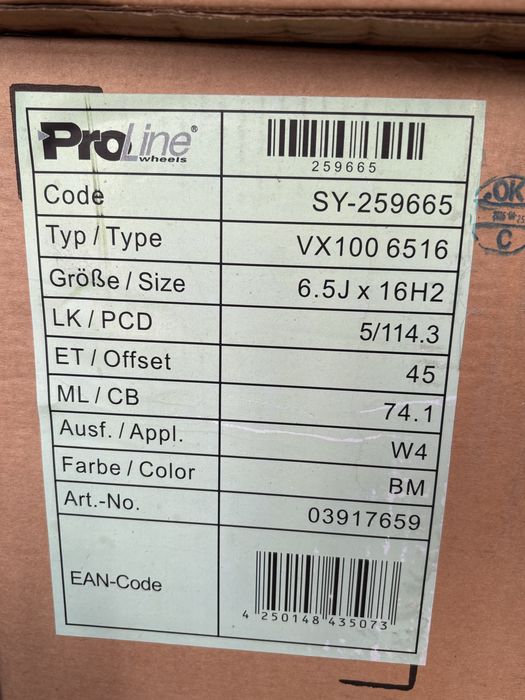 ProLine®
wheels
259665
Code SY-259665
Typ / Type VX100 6516
Größe / Size 6.5J x 16H2
LK / PCD 5/114.3
ET / Offset 45
ML / CB 74.1
Ausf. / Appl. W4
Farbe / Color BM
Art.-No. 03917659
EAN-Code
4 250148 435073
OK
C